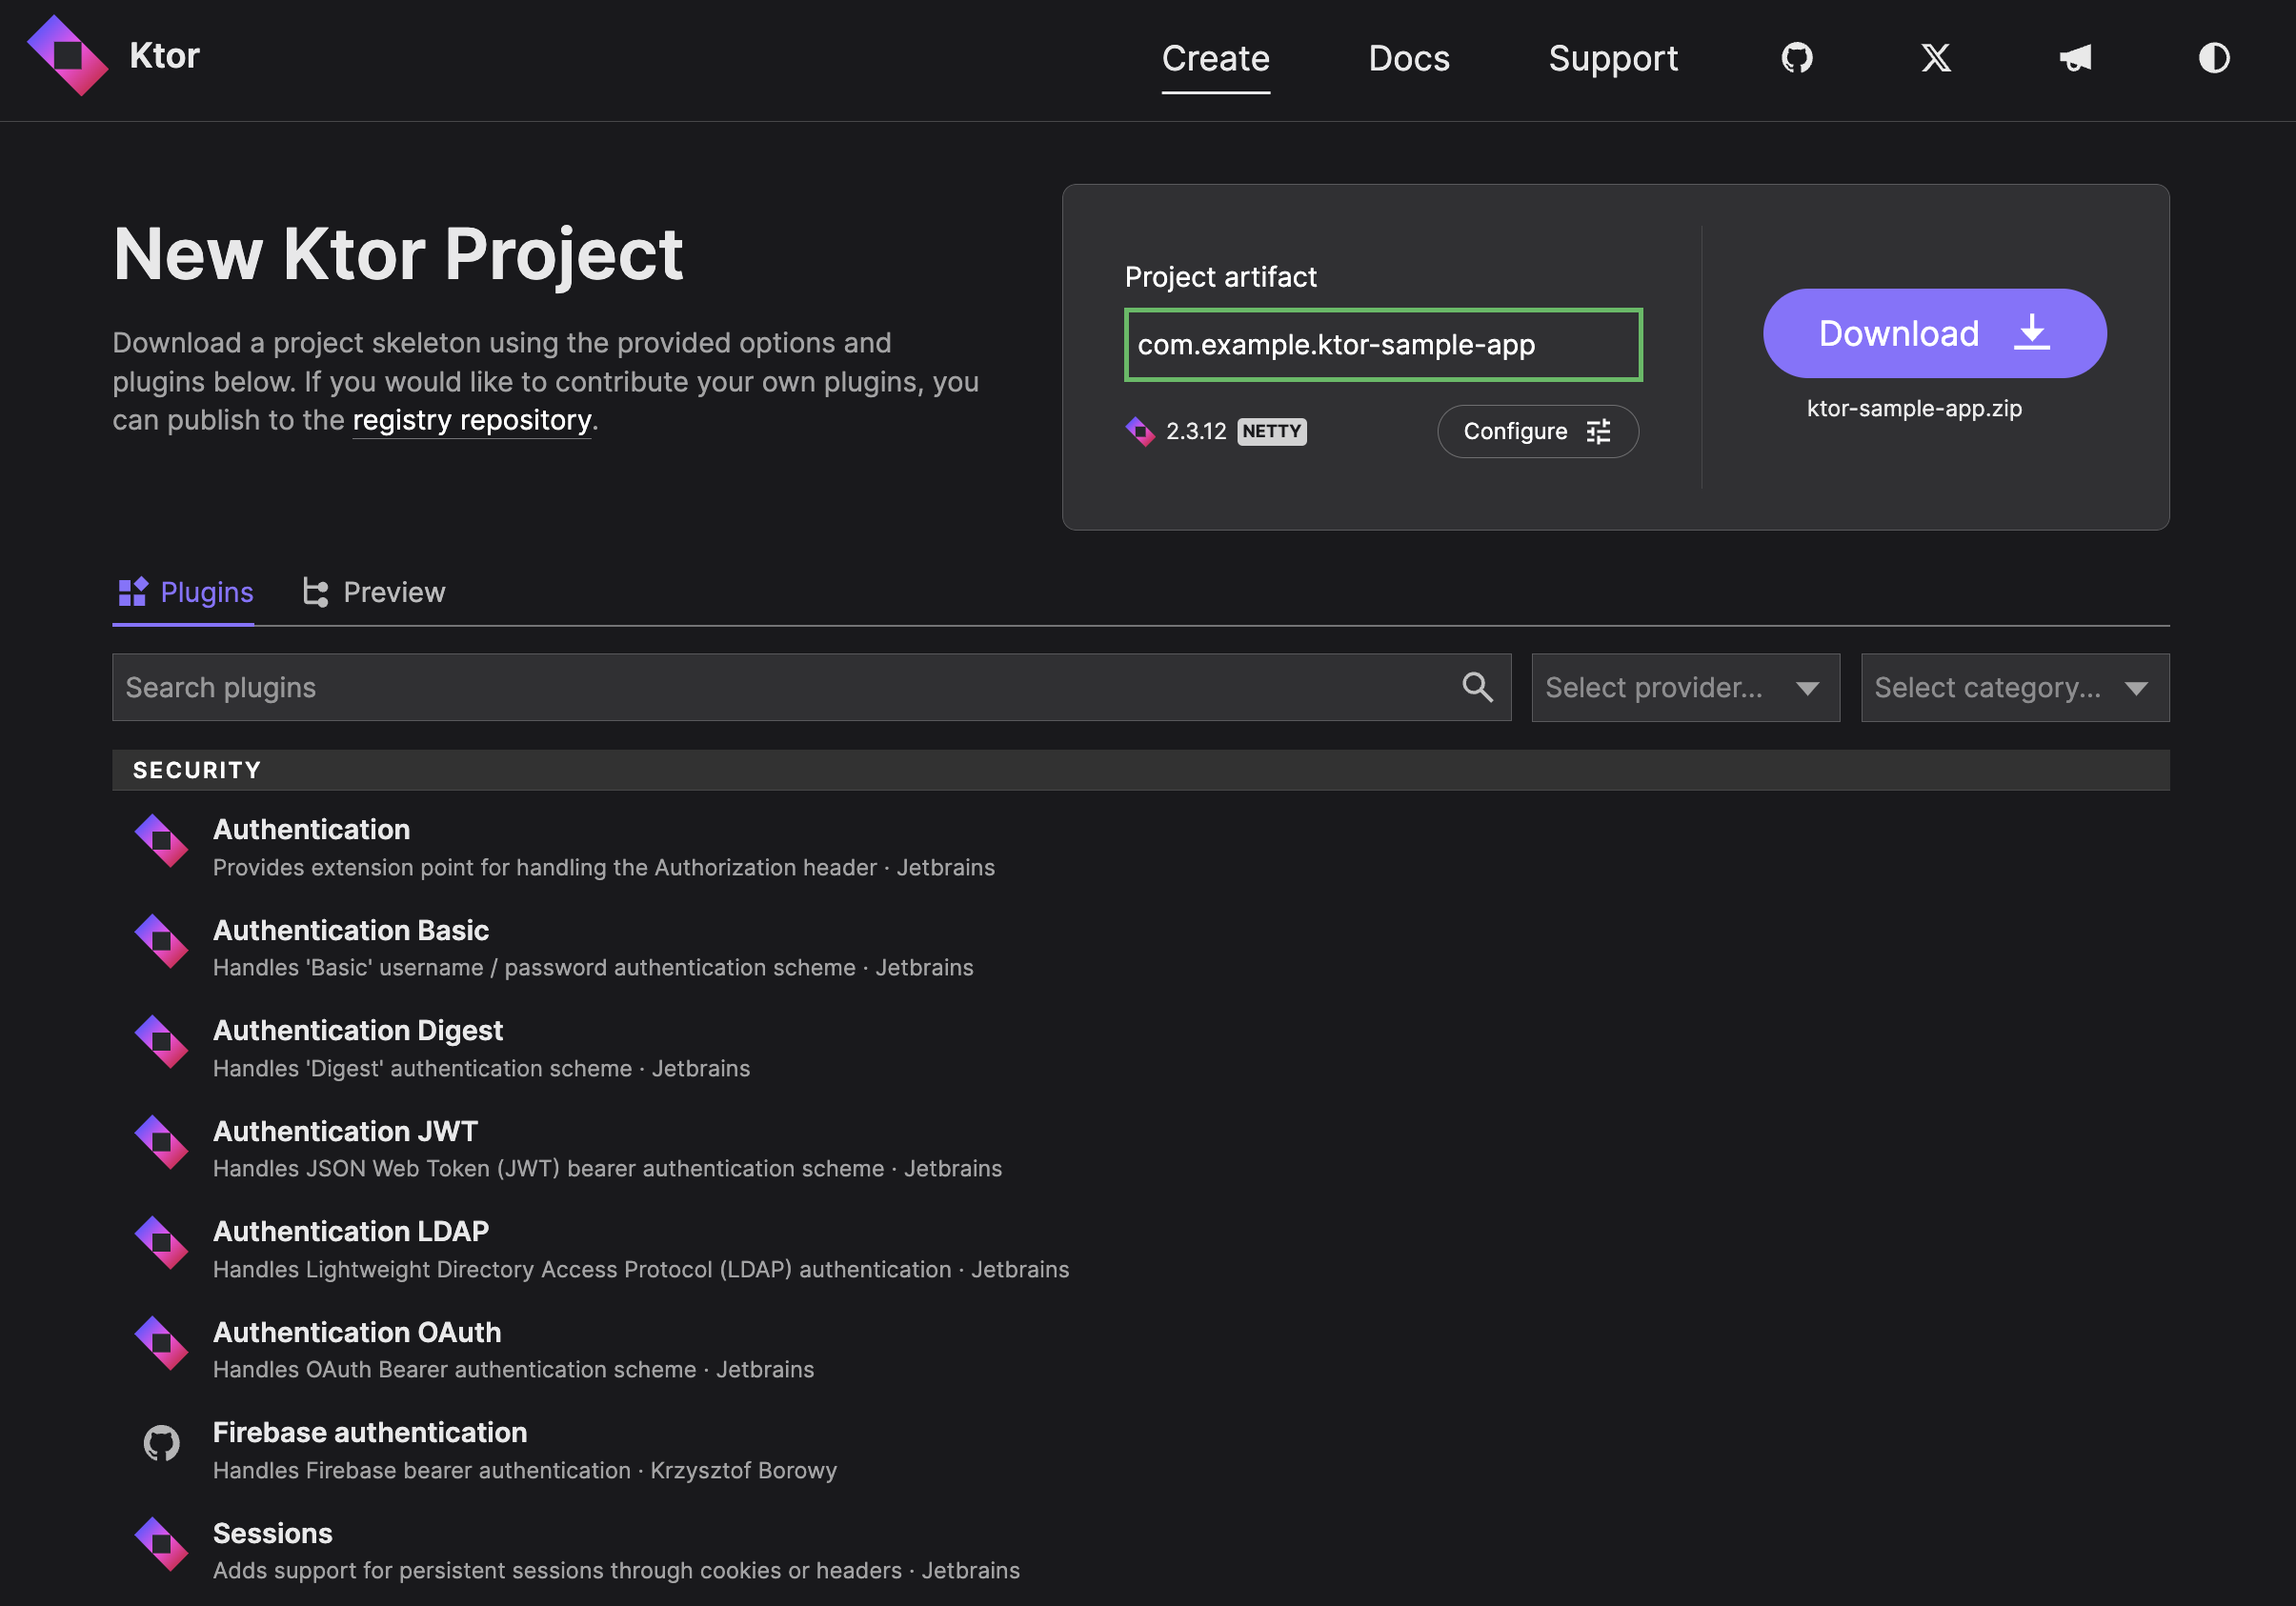 Ktor
Create
Docs
Support
New Ktor Project
Download a project skeleton using the provided options and
plugins below. If you would like to contribute your own plugins, you
can publish to the registry repository.
Project artifact
com.example.ktor-sample-app
2.3.12 NETTY
Configure
Download
ktor-sample-app.zip
Plugins
Preview
Search plugins
Select provider...
Select category...
SECURITY
Authentication
Provides extension point for handling the Authorization header · Jetbrains
Authentication Basic
Handles 'Basic' username / password authentication scheme · Jetbrains
Authentication Digest
Handles 'Digest' authentication scheme · Jetbrains
Authentication JWT
Handles JSON Web Token (JWT) bearer authentication scheme · Jetbrains
Authentication LDAP
Handles Lightweight Directory Access Protocol (LDAP) authentication · Jetbrains
Authentication OAuth
Handles OAuth Bearer authentication scheme · Jetbrains
Firebase authentication
Handles Firebase bearer authentication · Krzysztof Borowy
Sessions
Adds support for persistent sessions through cookies or headers · Jetbrains